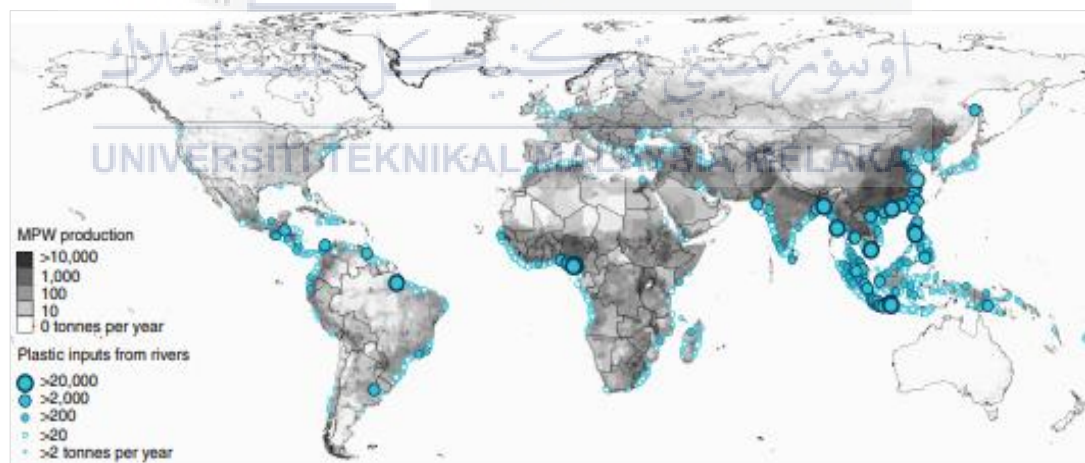 اونيۏرسيتي تيكنيكل مليسيا ملاك
UNIVERSITI TEKNIKAL MALAYSIA MELAKA
MPW production
>10,000
1,000
100
10
0 tonnes per year
Plastic inputs from rivers
>20,000
>2,000
>200
>20
>2 tonnes per year